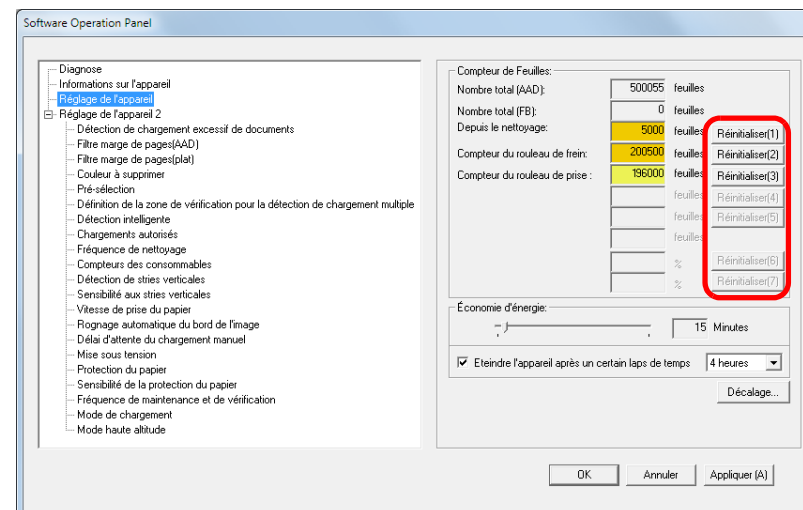 Software Operation Panel
Diagnose
Informations sur l'appareil
Réglage de l'appareil
Réglage de l'appareil 2
Détection de chargement excessif de documents
Filtre marge de pages(AAD)
Filtre marge de pages(plat)
Couleur à supprimer
Pré-sélection
Définition de la zone de vérification pour la détection de chargement multiple
Détection intelligente
Chargements autorisés
Fréquence de nettoyage
Compteurs des consommables
Détection de stries verticales
Sensibilité aux stries verticales
Vitesse de prise du papier
Rognage automatique du bord de l'image
Délai d'attente du chargement manuel
Mise sous tension
Protection du papier
Sensibilité de la protection du papier
Fréquence de maintenance et de vérification
Mode de chargement
Mode haute altitude
Compteur de Feuilles:
Nombre total (AAD): 500055 feuilles
Nombre total (FB): 0 feuilles
Depuis le nettoyage: 5000 feuilles Réinitialiser(1)
Compteur du rouleau de frein: 200500 feuilles Réinitialiser(2)
Compteur du rouleau de prise : 196000 feuilles Réinitialiser(3)
feuilles Réinitialiser(4)
feuilles Réinitialiser(5)
feuilles
% Réinitialiser(6)
% Réinitialiser(7)
Économie d'énergie:
15 Minutes
Eteindre l'appareil après un certain laps de temps 4 heures
Décalage...
OK Annuler Appliquer (A)